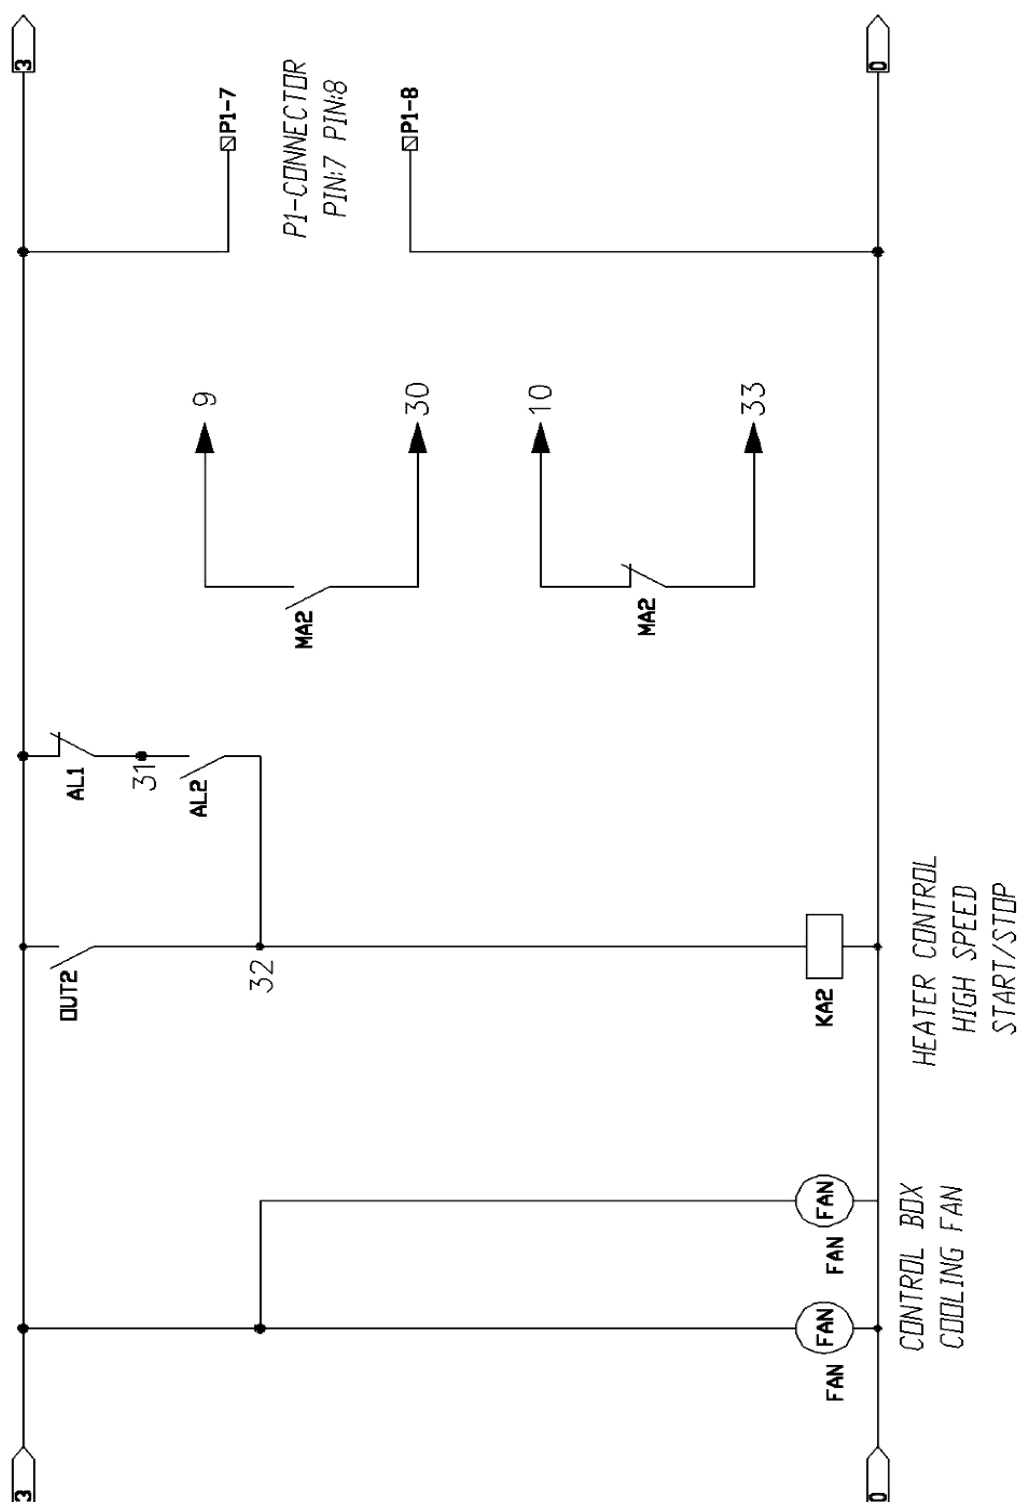 3
3
OUT2
AL1
31
AL2
9
P1-7
32
MA2
P1-CONNECTOR
PIN:7 PIN:8
30
P1-8
10
MA2
33
FAN
FAN
FAN
FAN
KA2
0
0
CONTROL BOX
COOLING FAN
HEATER CONTROL
HIGH SPEED
START/STOP